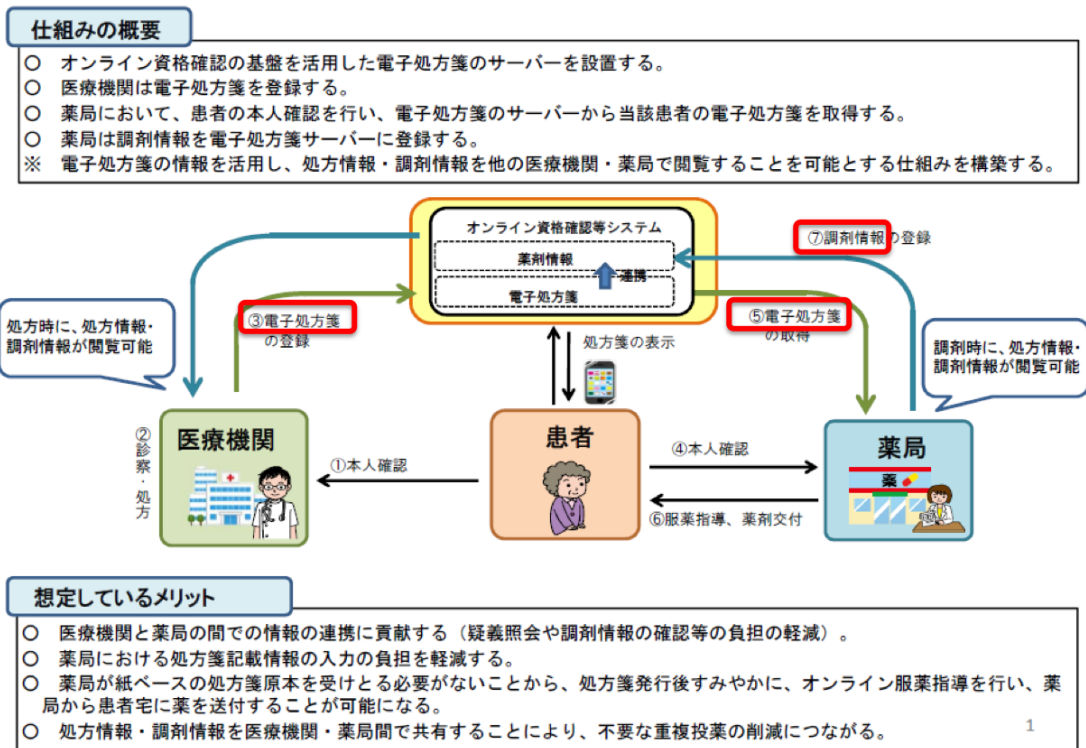 仕組みの概要
○ オンライン資格確認の基盤を活用した電子処方箋のサーバーを設置する。
○ 医療機関は電子処方箋を登録する。
○ 薬局において、患者の本人確認を行い、電子処方箋のサーバーから当該患者の電子処方箋を取得する。
○ 薬局は調剤情報を電子処方箋サーバーに登録する。
※ 電子処方箋の情報を活用し、処方情報・調剤情報を他の医療機関・薬局で閲覧することを可能とする仕組みを構築する。
オンライン資格確認等システム
薬剤情報
連携
電子処方箋
⑦調剤情報の登録
③電子処方箋
の登録
⑤電子処方箋
の取得
処方時に、処方情報・
調剤情報が閲覧可能
処方箋の表示
調剤時に、処方情報・
調剤情報が閲覧可能
②診察・処方
医療機関
①本人確認
患者
④本人確認
⑥服薬指導、薬剤交付
薬局
薬
想定しているメリット
○ 医療機関と薬局の間での情報の連携に貢献する（疑義照会や調剤情報の確認等の負担の軽減）。
○ 薬局における処方箋記載情報の入力の負担を軽減する。
○ 薬局が紙ベースの処方箋原本を受けとる必要がないことから、処方箋発行後すみやかに、オンライン服薬指導を行い、薬
局から患者宅に薬を送付することが可能になる。
○ 処方情報・調剤情報を医療機関・薬局間で共有することにより、不要な重複投薬の削減につながる。
1